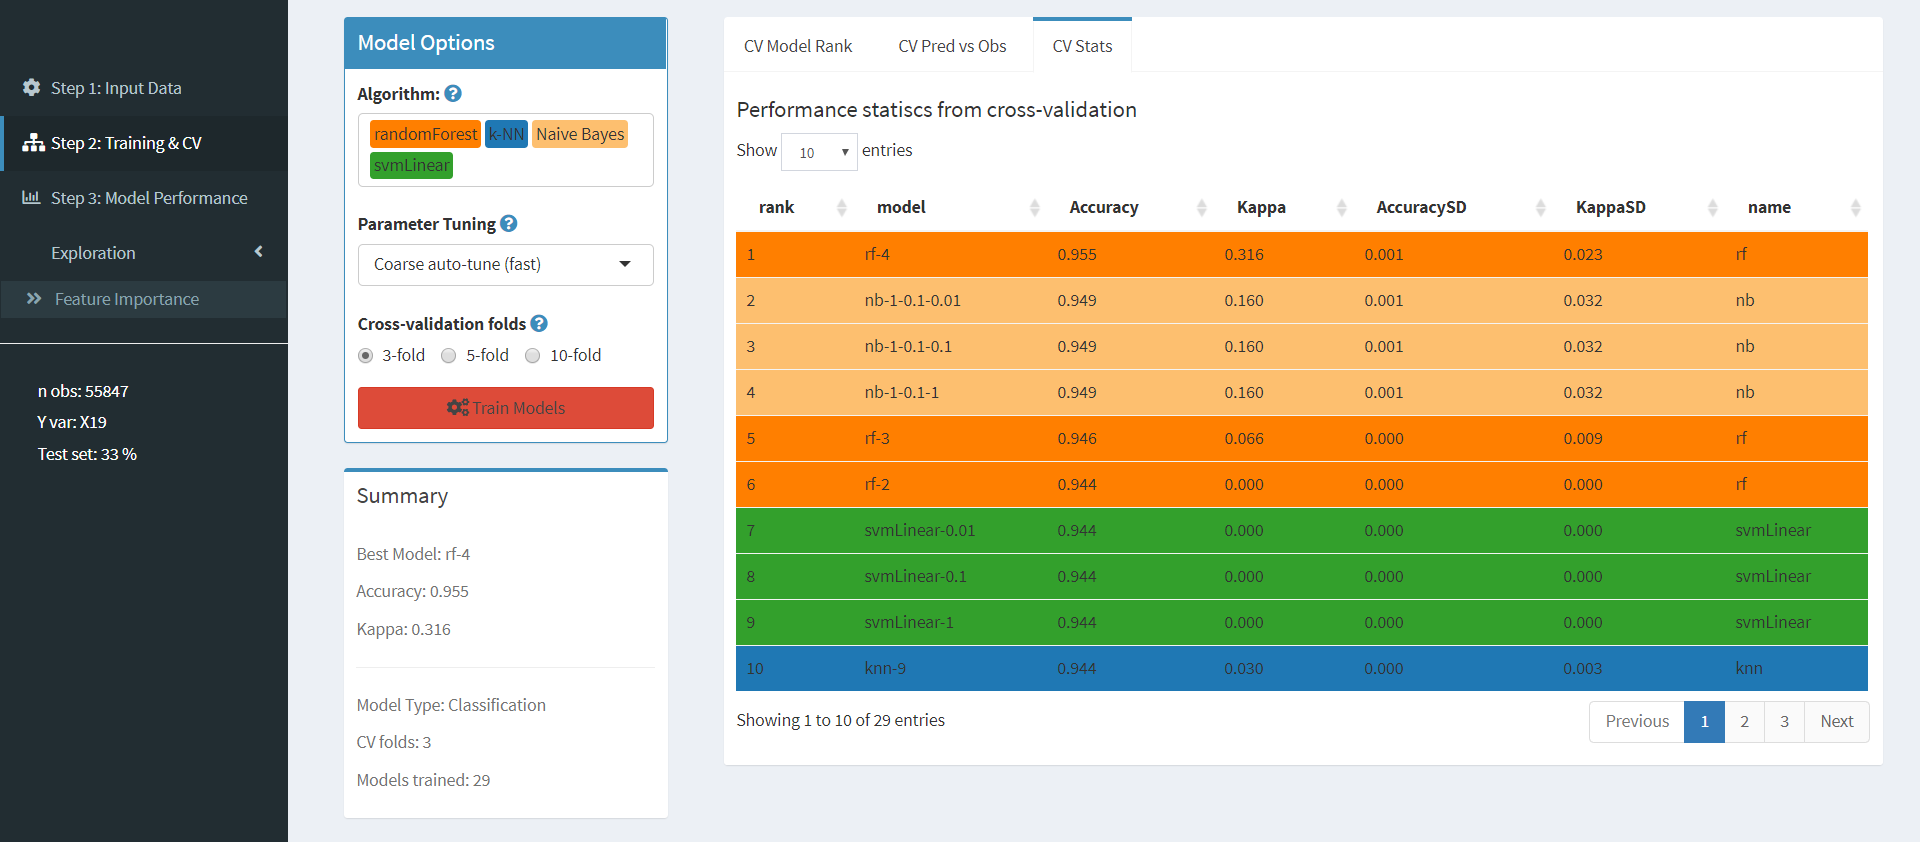 Step 1: Input Data
Step 2: Training & CV
Step 3: Model Performance
Exploration
Feature Importance
n obs: 55847
Y var: X19
Test set: 33 %
Model Options
Algorithm:
randomForest k-NN Naive Bayes
svmLinear
Parameter Tuning
Coarse auto-tune (fast)
Cross-validation folds
3-fold 5-fold 10-fold
Train Models
Summary
Best Model: rf-4
Accuracy: 0.955
Kappa: 0.316
Model Type: Classification
CV folds: 3
Models trained: 29
CV Model Rank CV Pred vs Obs CV Stats
Performance statiscs from cross-validation
Show 10 entries
rank model Accuracy Kappa AccuracySD KappaSD name
1 rf-4 0.955 0.316 0.001 0.023 rf
2 nb-1-0.1-0.01 0.949 0.160 0.001 0.032 nb
3 nb-1-0.1-0.1 0.949 0.160 0.001 0.032 nb
4 nb-1-0.1-1 0.949 0.160 0.001 0.032 nb
5 rf-3 0.946 0.066 0.000 0.009 rf
6 rf-2 0.944 0.000 0.000 0.000 rf
7 svmLinear-0.01 0.944 0.000 0.000 0.000 svmLinear
8 svmLinear-0.1 0.944 0.000 0.000 0.000 svmLinear
9 svmLinear-1 0.944 0.000 0.000 0.000 svmLinear
10 knn-9 0.944 0.030 0.000 0.003 knn
Showing 1 to 10 of 29 entries
Previous 1 2 3 Next